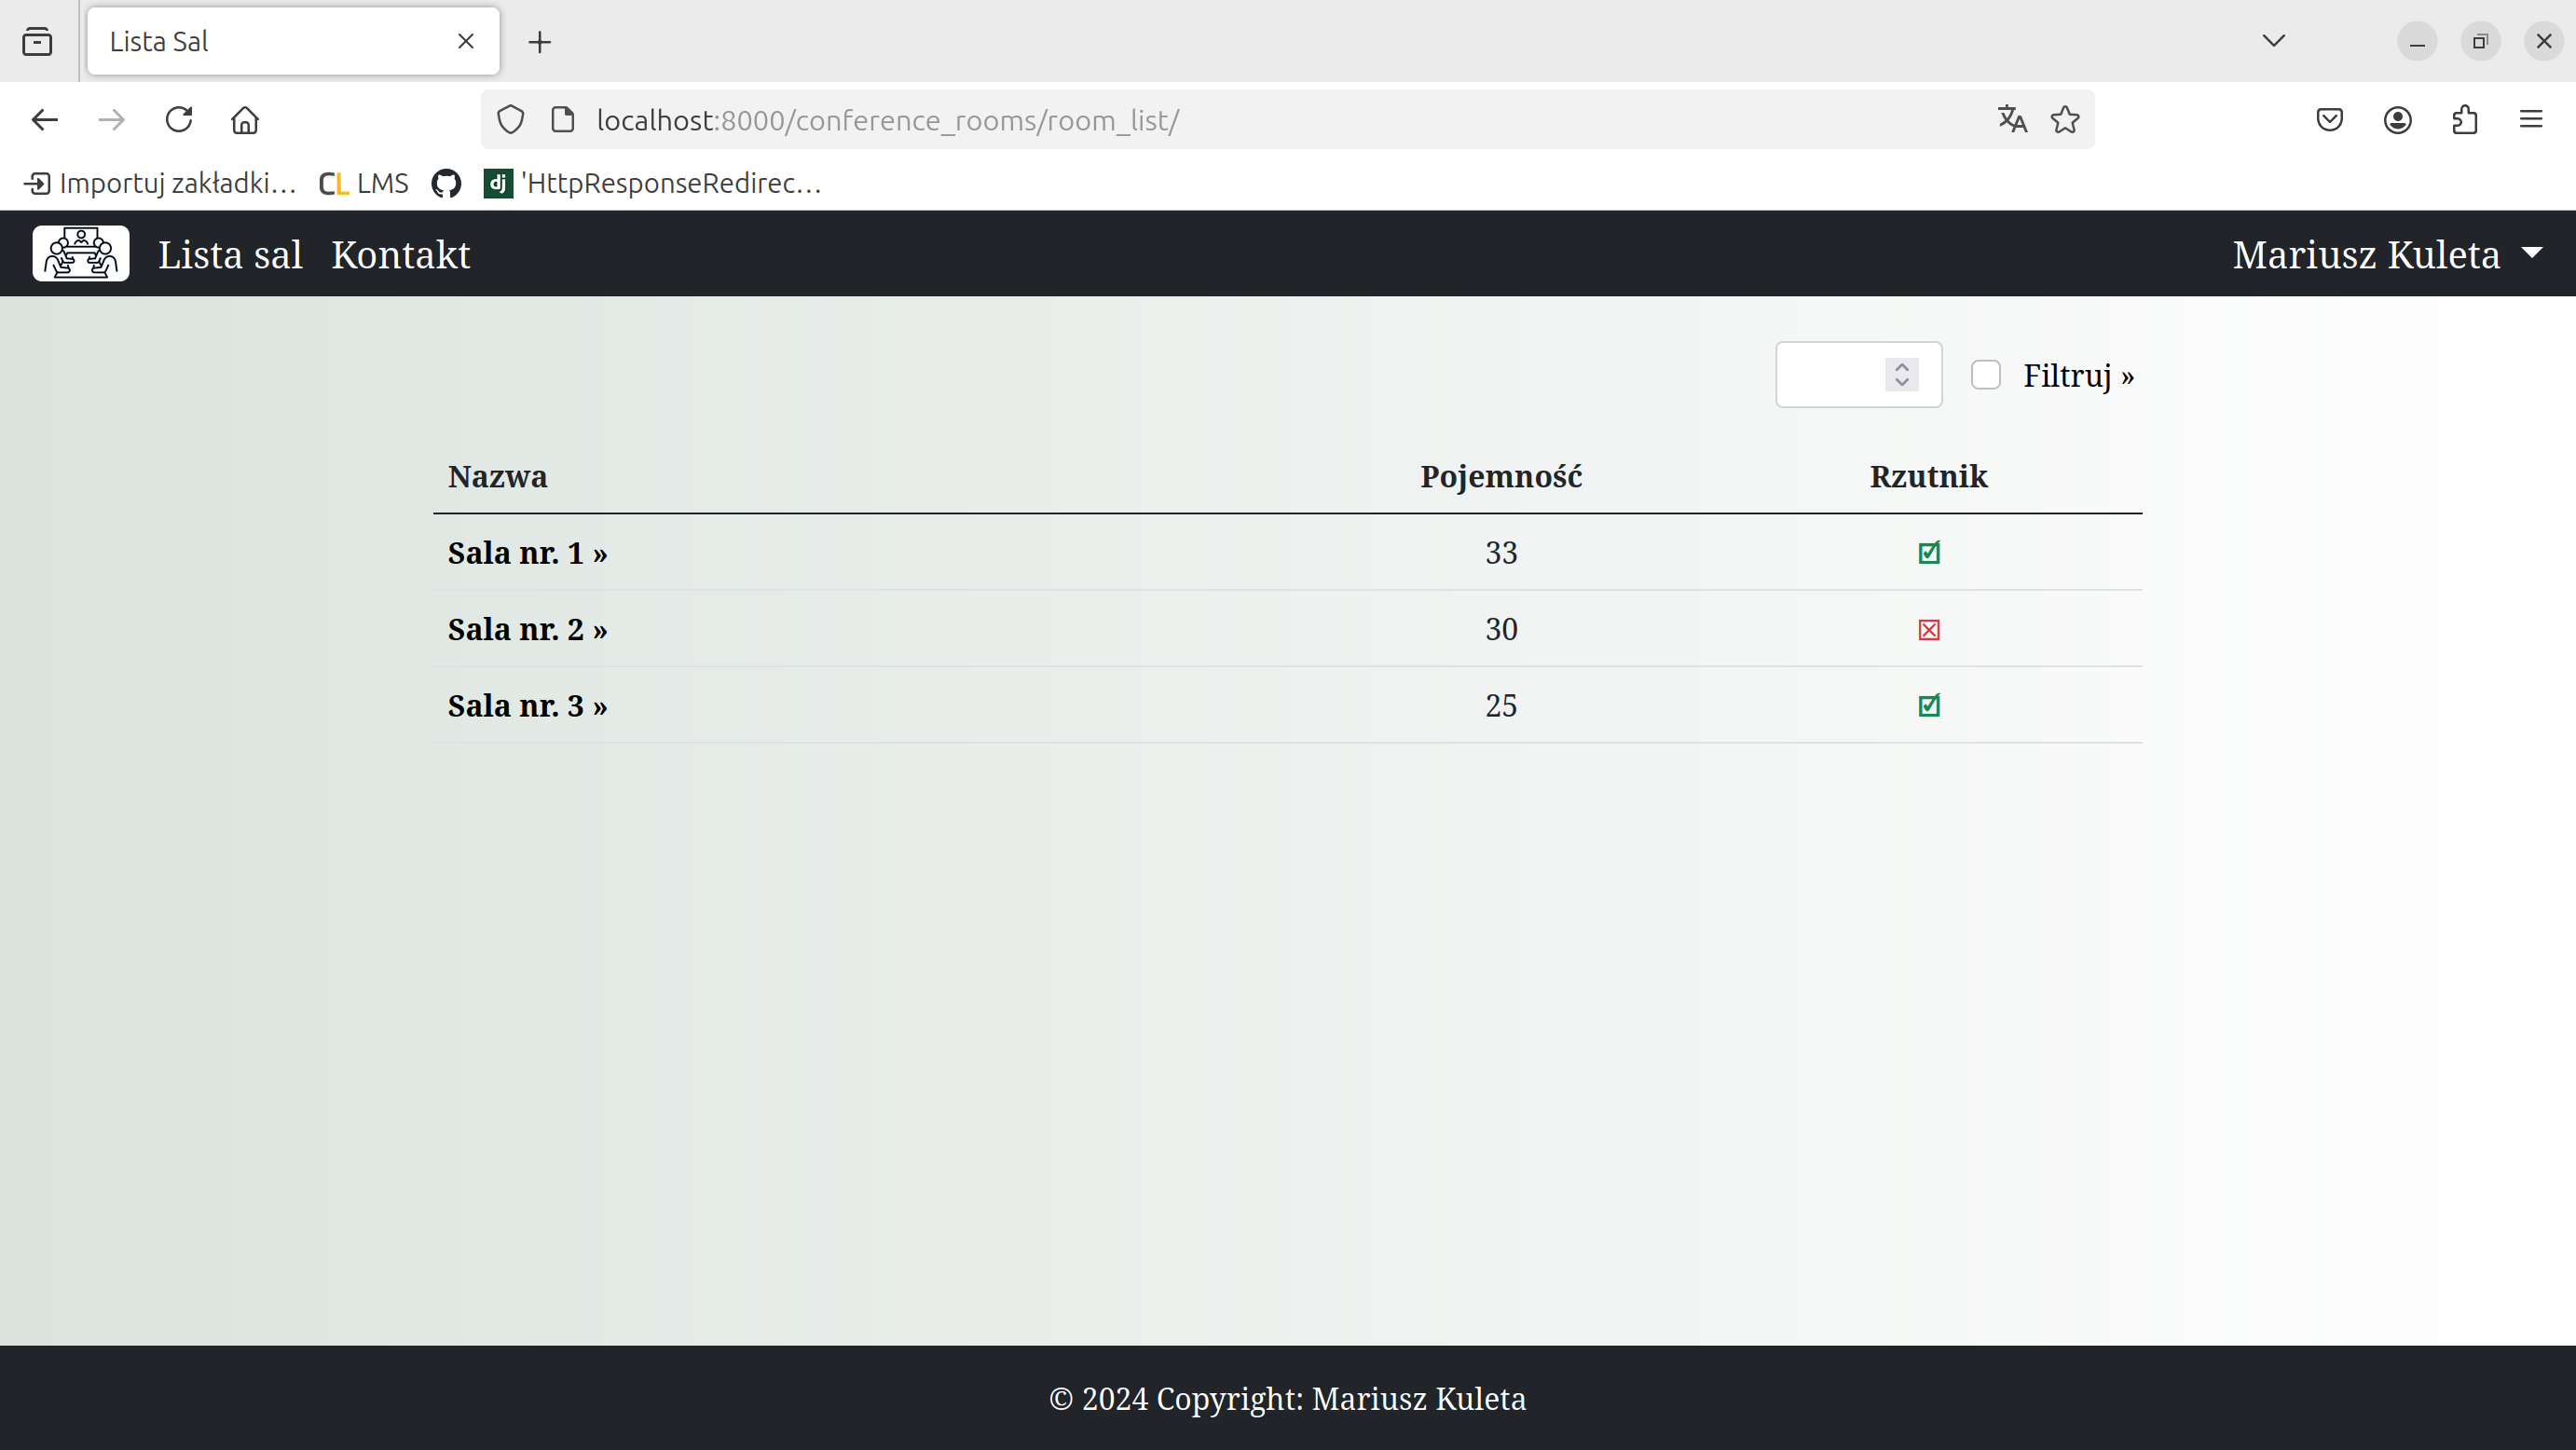 Lista Sal
localhost:8000/conference_rooms/room_list/
Importuj zakładki… CL LMS dj 'HttpResponseRedirec…
Lista sal Kontakt Mariusz Kuleta
Filtruj »
Nazwa Pojemność Rzutnik
Sala nr. 1 » 33
Sala nr. 2 » 30
Sala nr. 3 » 25
© 2024 Copyright: Mariusz Kuleta